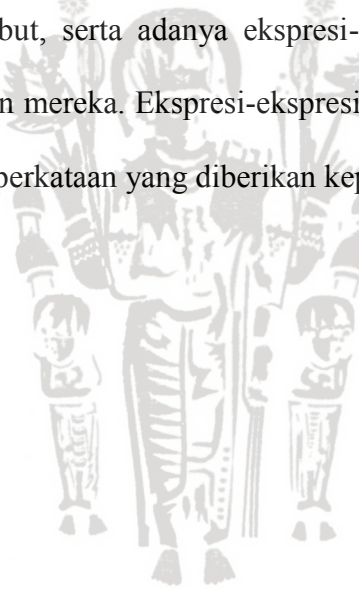 but, serta adanya ekspresi-
n mereka. Ekspresi-ekspresi
perkataan yang diberikan kep